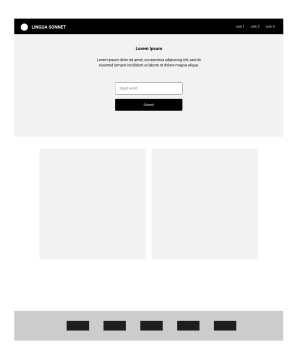 LINGUA SONNET
Link 1 Link 2 Link 3
Lorem Ipsum
Lorem ipsum dolor sit amet, consectetur adipiscing elit, sed do
eiusmod tempor incididunt ut labore et dolore magna aliqua.
Input word
Submit